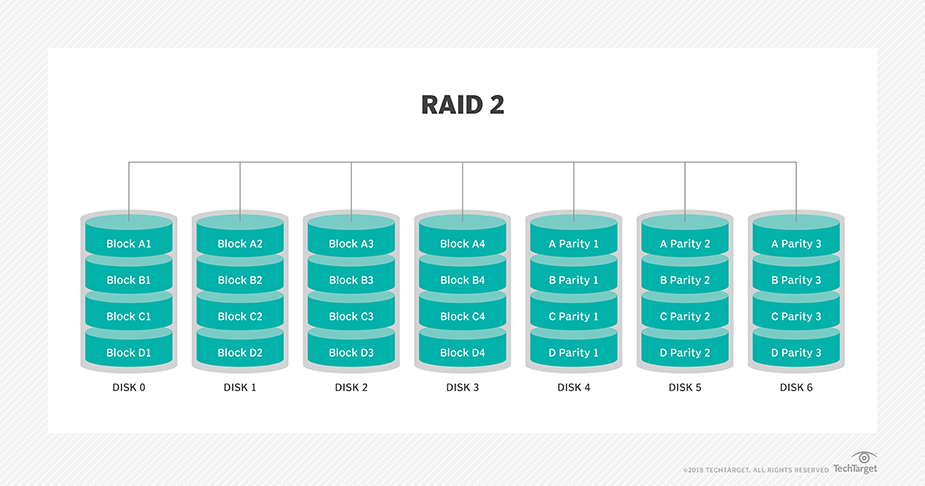 RAID 2
Block A1 Block A2 Block A3 Block A4 A Parity 1 A Parity 2 A Parity 3
Block B1 Block B2 Block B3 Block B4 B Parity 1 B Parity 2 B Parity 3
Block C1 Block C2 Block C3 Block C4 C Parity 1 C Parity 2 C Parity 3
Block D1 Block D2 Block D3 Block D4 D Parity 1 D Parity 2 D Parity 3
DISK 0 DISK 1 DISK 2 DISK 3 DISK 4 DISK 5 DISK 6
©2018 TECHTARGET. ALL RIGHTS RESERVED TechTarget